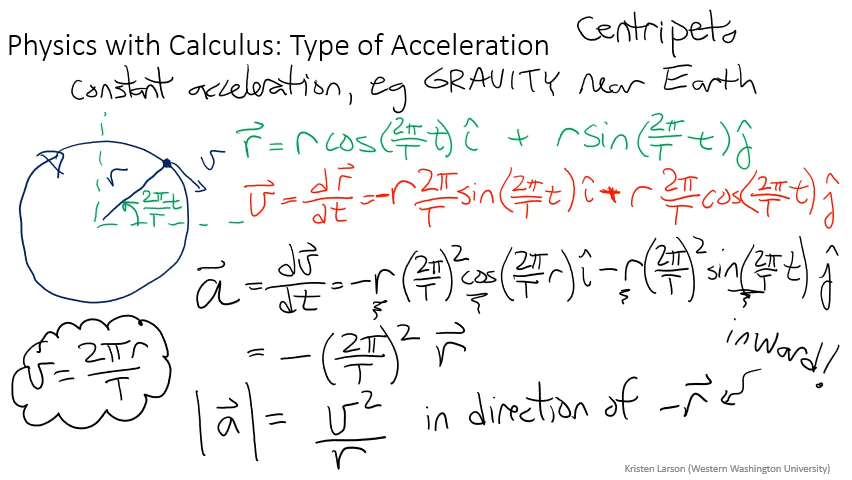 Physics with Calculus: Type of Acceleration Centripeta
constant acceleration, eg GRAVITY near Earth
r⃗ = r cos(2π/T t) î + r sin(2π/T t) ĵ
v
r
2π/T t
v⃗ = dr⃗/dt = -r 2π/T sin(2π/T t) î + r 2π/T cos(2π/T t) ĵ
a⃗ = dv⃗/dt = -r (2π/T)² cos(2π/T r) î - r (2π/T)² sin(2π/T t) ĵ
= -(2π/T)² r⃗
inward!
v = 2πr/T
|a⃗| = v²/r in direction of -r⃗
Kristen Larson (Western Washington University)